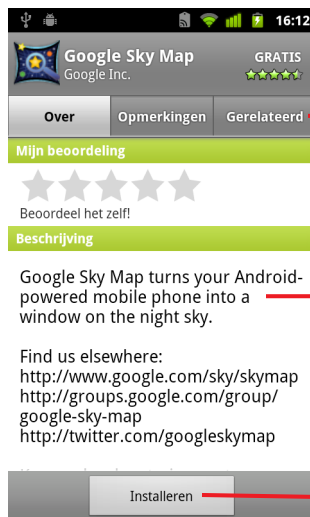 16:12
Google Sky Map
GRATIS
Google Inc.
Over
Opmerkingen
Gerelateerd
Mijn beoordeling
Beoordeel het zelf!
Beschrijving
Google Sky Map turns your Android-
powered mobile phone into a
window on the night sky.
Find us elsewhere:
http://www.google.com/sky/skymap
http://groups.google.com/group/
google-sky-map
http://twitter.com/googleskymap
Installeren